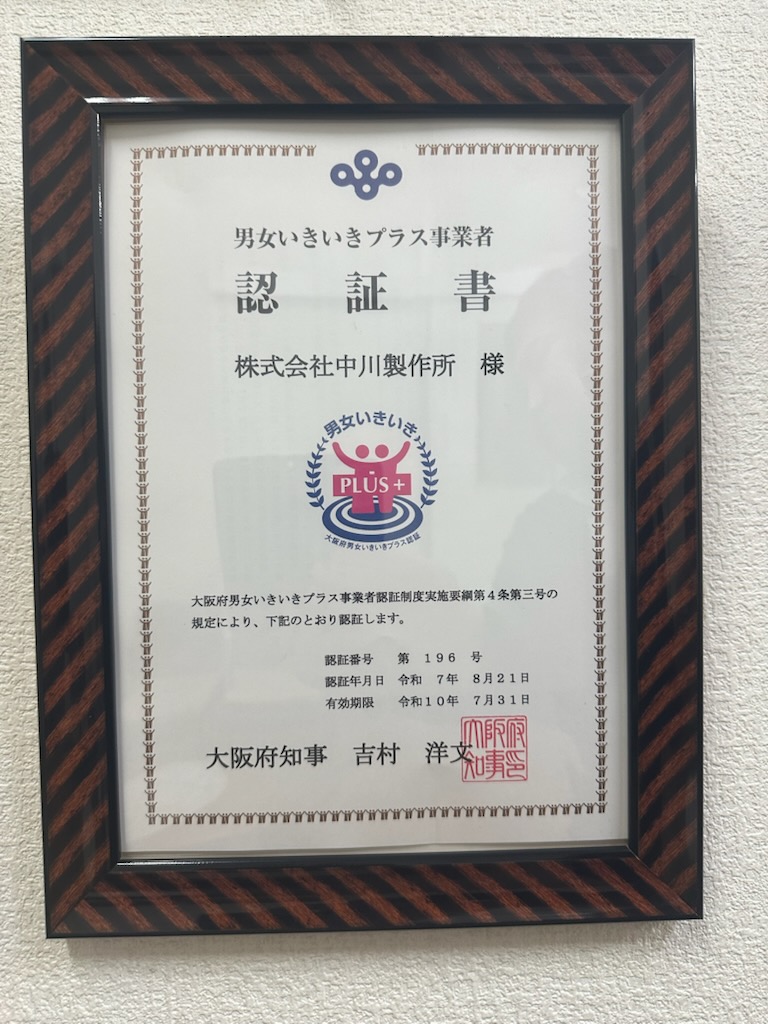 男女いきいきプラス事業者
認証書
株式会社中川製作所 様
男女いきいき
PLUS+
大阪府男女いきいきプラス認証
大阪府男女いきいきプラス事業者認証制度実施要綱第4条第三号の
規定により、下記のとおり認証します。
認証番号 第 196 号
認証年月日 令和 7年 8月21日
有効期限 令和10年 7月31日
大阪府知事 吉村 洋文
大阪府
知事印